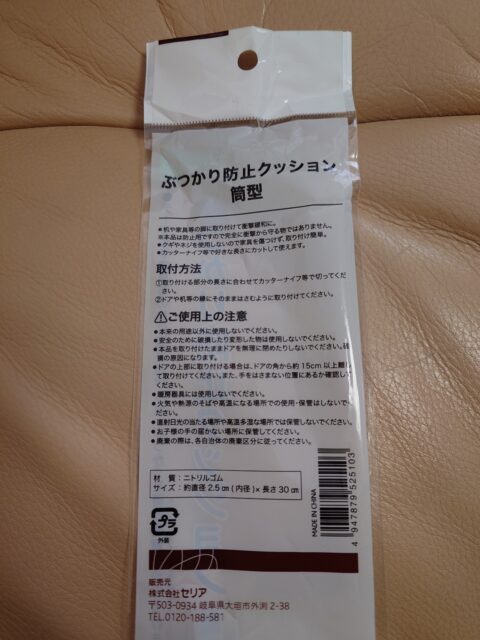 ぶつかり防止クッション
筒型
●机や家具等の脚に取り付けて衝撃緩和に。
※本品は防止用ですので完全に衝撃から守る物ではありません。
●クギやネジを使用しないので家具を傷つけず、取り付け簡単。
●カッターナイフ等で好きな長さにカットして使えます。
取付方法
①取り付ける部分の長さに合わせてカッターナイフ等で切ってくだ
さい。
②ドアや机等の縁にそのままはさむように取り付けてください。
⚠ご使用上の注意
●本来の用途以外に使用しないでください。
●安全のために破損したり変形した物は使用しないでください。
●本品を取り付けたままドアを無理に閉めたりしないでください。破
損の原因になります。
●ドアの上部に取り付ける場合は、ドアの角から約15cm以上離し
て取り付けてください。また、手をはさまない位置にあるか確認し
てください。
●暖房器具には使用しないでください。
●火気や熱源のそばや高温になる場所での使用・保管はしないで
ください。
●直射日光の当たる場所や高温多湿な場所では保管しないでください。
●お子様の手の届かない場所に保管してください。
●廃棄の際は、各自治体の廃棄区分に従ってください。
材 質：ニトリルゴム
サイズ：約直径2.5cm(内径)×長さ30cm
プラ
外装
MADE IN CHINA
4 947879 525103
販売元
株式会社セリア
〒503-0934 岐阜県大垣市外渕2-38
TEL.0120-188-581